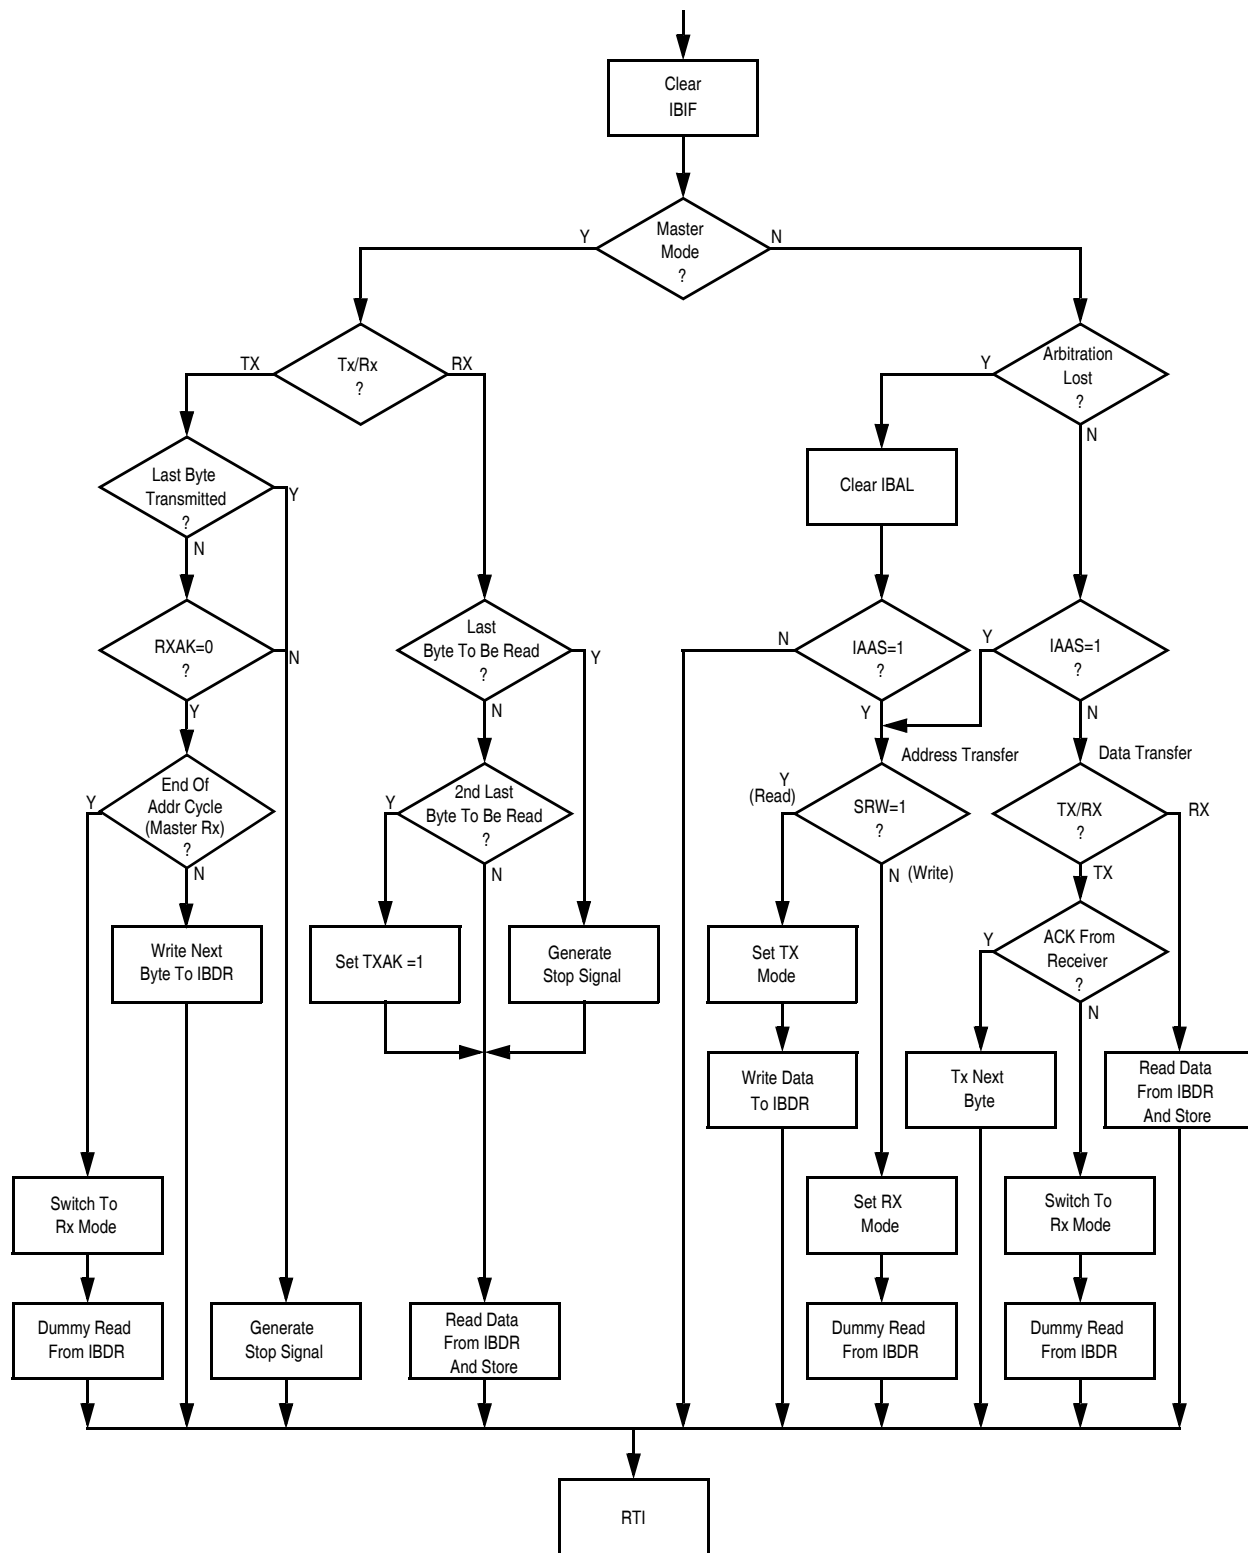 Clear
IBIF
Master
Mode
?
Y
N
Tx/Rx
?
TX
RX
Arbitration
Lost
?
Y
N
Last Byte
Transmitted
?
Y
N
Clear IBAL
RXAK=0
?
N
Y
Last
Byte To Be Read
?
Y
N
IAAS=1
?
N
Y
IAAS=1
?
Y
N
Address Transfer
Data Transfer
End Of
Addr Cycle
(Master Rx)
?
Y
N
2nd Last
Byte To Be Read
?
Y
N
Y
(Read)
SRW=1
?
N (Write)
TX/RX
?
RX
TX
Write Next
Byte To IBDR
Set TXAK =1
Generate
Stop Signal
Set TX
Mode
ACK From
Receiver
?
Y
N
Write Data
To IBDR
Tx Next
Byte
Read Data
From IBDR
And Store
Switch To
Rx Mode
Set RX
Mode
Switch To
Rx Mode
Dummy Read
From IBDR
Generate
Stop Signal
Read Data
From IBDR
And Store
Dummy Read
From IBDR
Dummy Read
From IBDR
RTI